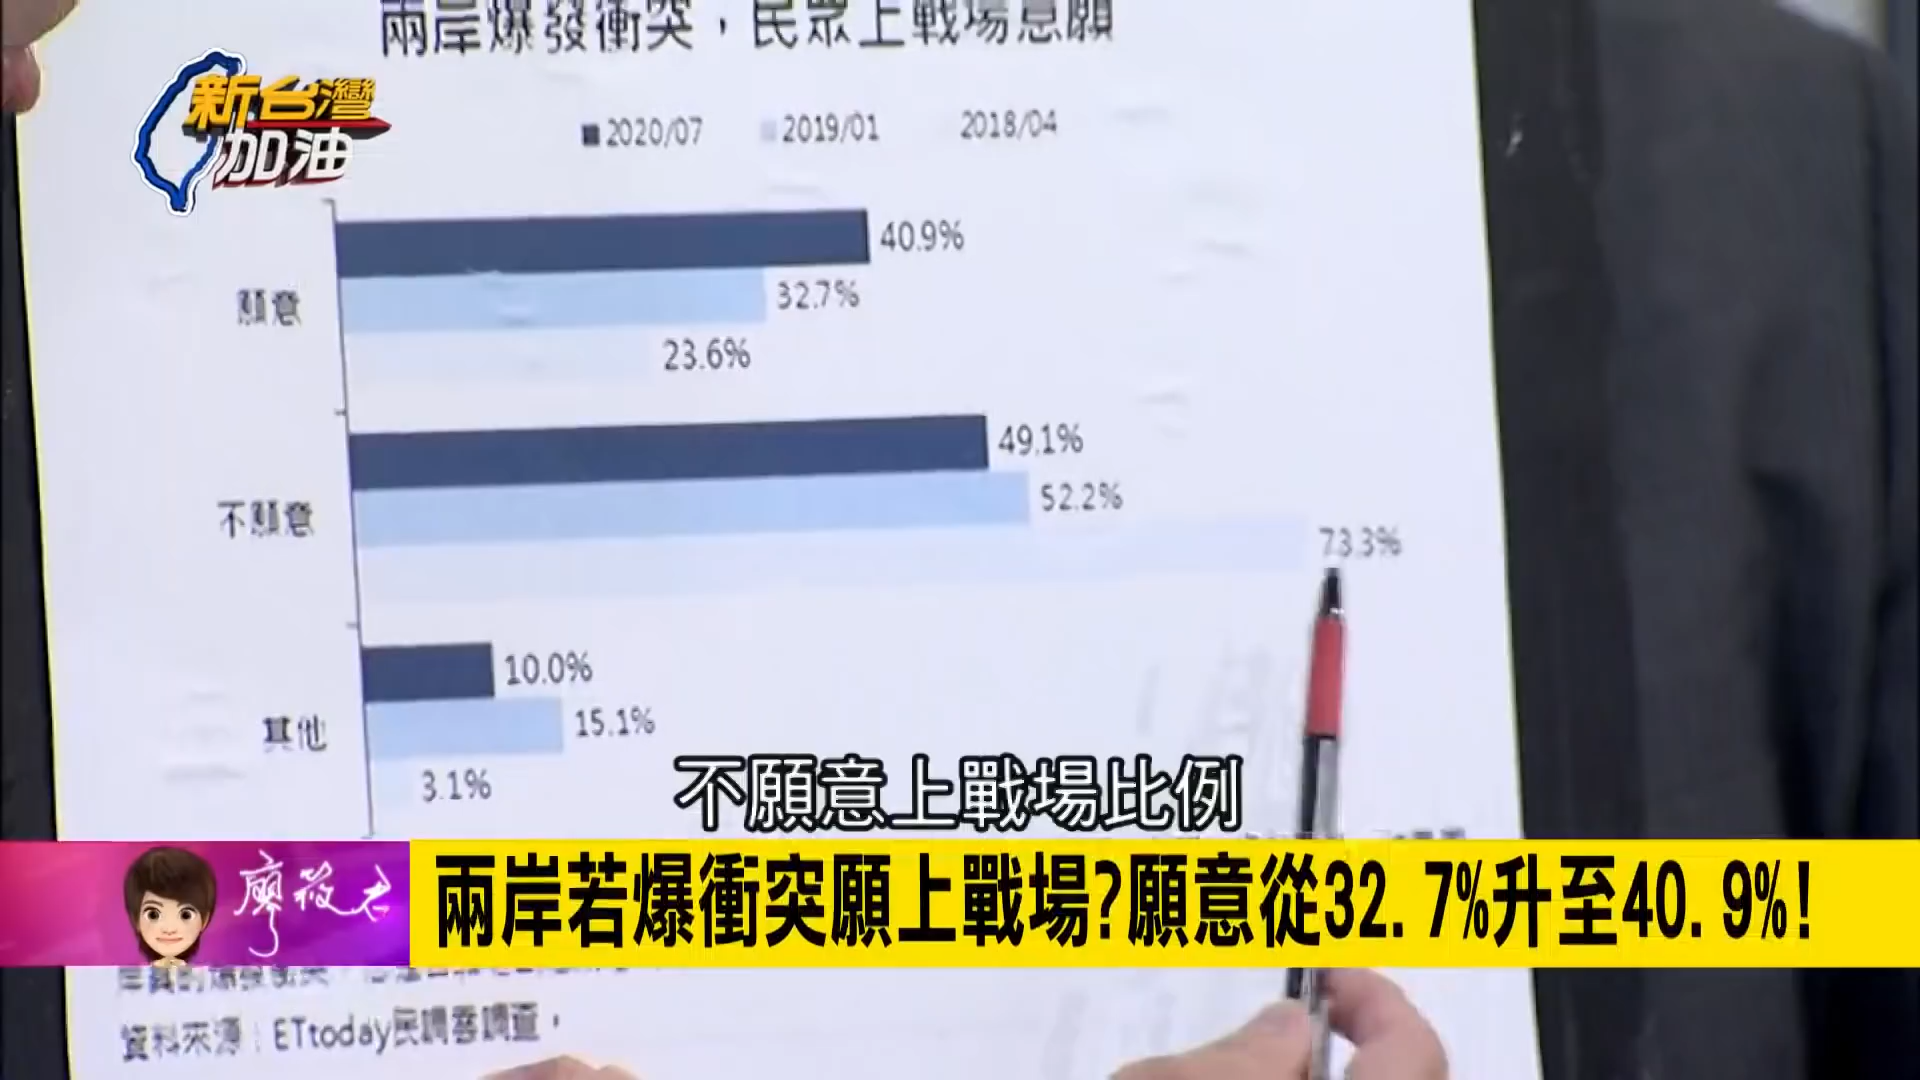 兩岸爆發衝突，民眾上戰場意願
新台灣
加油
2020/07 2019/01 2018/04
40.9%
32.7%
願意
23.6%
49.1%
52.2%
不願意
73.3%
10.0%
15.1%
其他
3.1%
不願意上戰場比例
廖筱君
兩岸若爆衝突願上戰場?願意從32.7%升至40.9%!
資料來源：ETtoday民調雲調查，